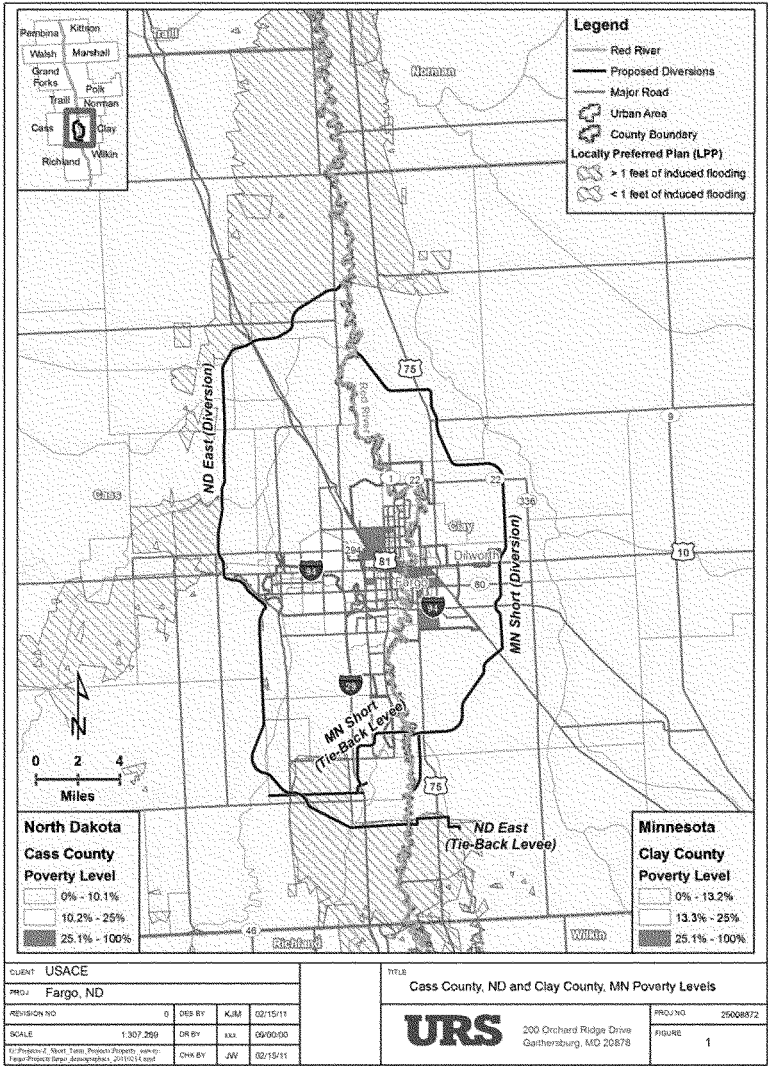 Pembina
Kittson
Walsh
Marshall
Grand
Forks
Polk
Traill
Norman
Cass
Clay
Wilkin
Richland
Traill
Norman
Legend
Red River
Proposed Diversions
Major Road
Urban Area
County Boundary
Locally Preferred Plan (LPP)
> 1 feet of induced flooding
< 1 feet of induced flooding
75
ND East (Diversion)
Red River
9
Cass
1
22
22
336
Clay
MN Short (Diversion)
294
81
Dilworth
10
94
Fargo
80
94
29
MN Short
(Tie-Back Levee)
N
0 2 4
Miles
75
ND East
(Tie-Back Levee)
North Dakota
Cass County
Poverty Level
0% - 10.1%
10.2% - 25%
25.1% - 100%
Minnesota
Clay County
Poverty Level
0% - 13.2%
13.3% - 25%
25.1% - 100%
46
Richland
Wilkin
CLIENT USACE
PROJ Fargo, ND
REVISION NO 0 DES BY KJM 02/15/11
SCALE 1:307,269 DR BY xxx 00/00/00
CHK BY JW 02/15/11
TITLE
Cass County, ND and Clay County, MN Poverty Levels
URS
200 Orchard Ridge Drive
Gaithersburg, MD 20878
PROJ NO 25008872
FIGURE
1